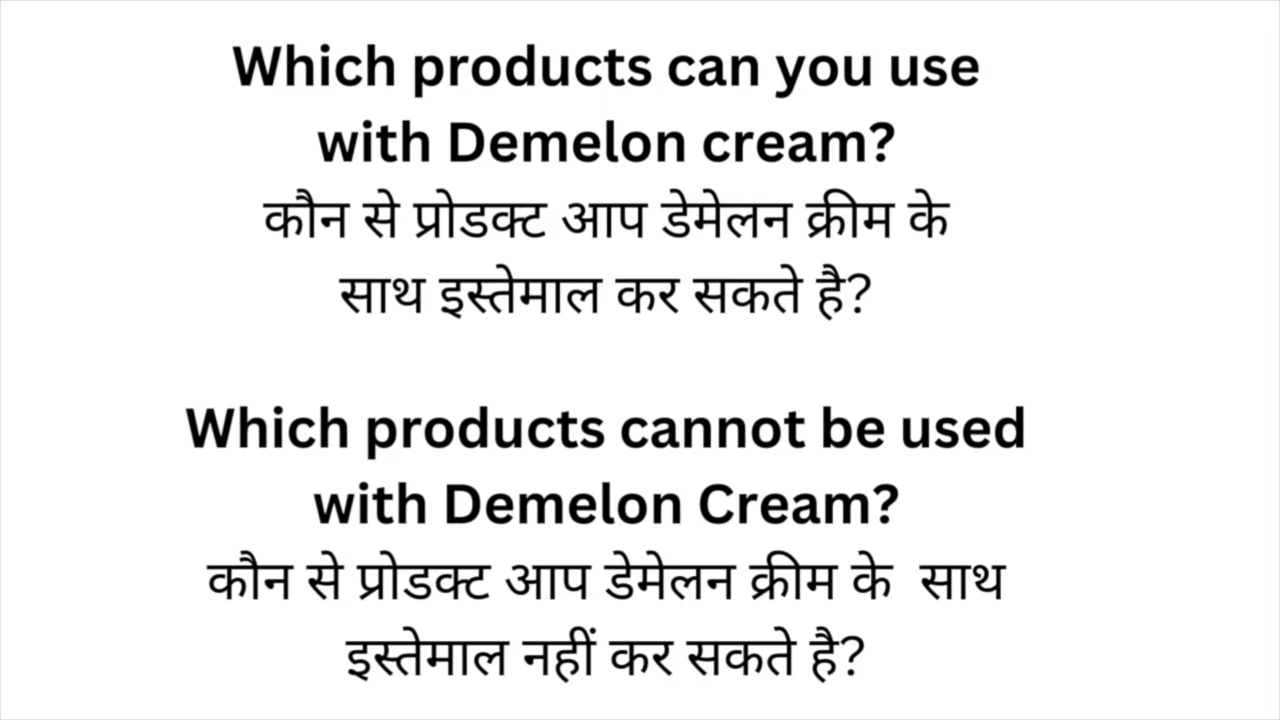 Which products can you use
with Demelon cream?
कौन से प्रोडक्ट आप डेमेलन क्रीम के
साथ इस्तेमाल कर सकते है?
Which products cannot be used
with Demelon Cream?
कौन से प्रोडक्ट आप डेमेलन क्रीम के साथ
इस्तेमाल नहीं कर सकते है?